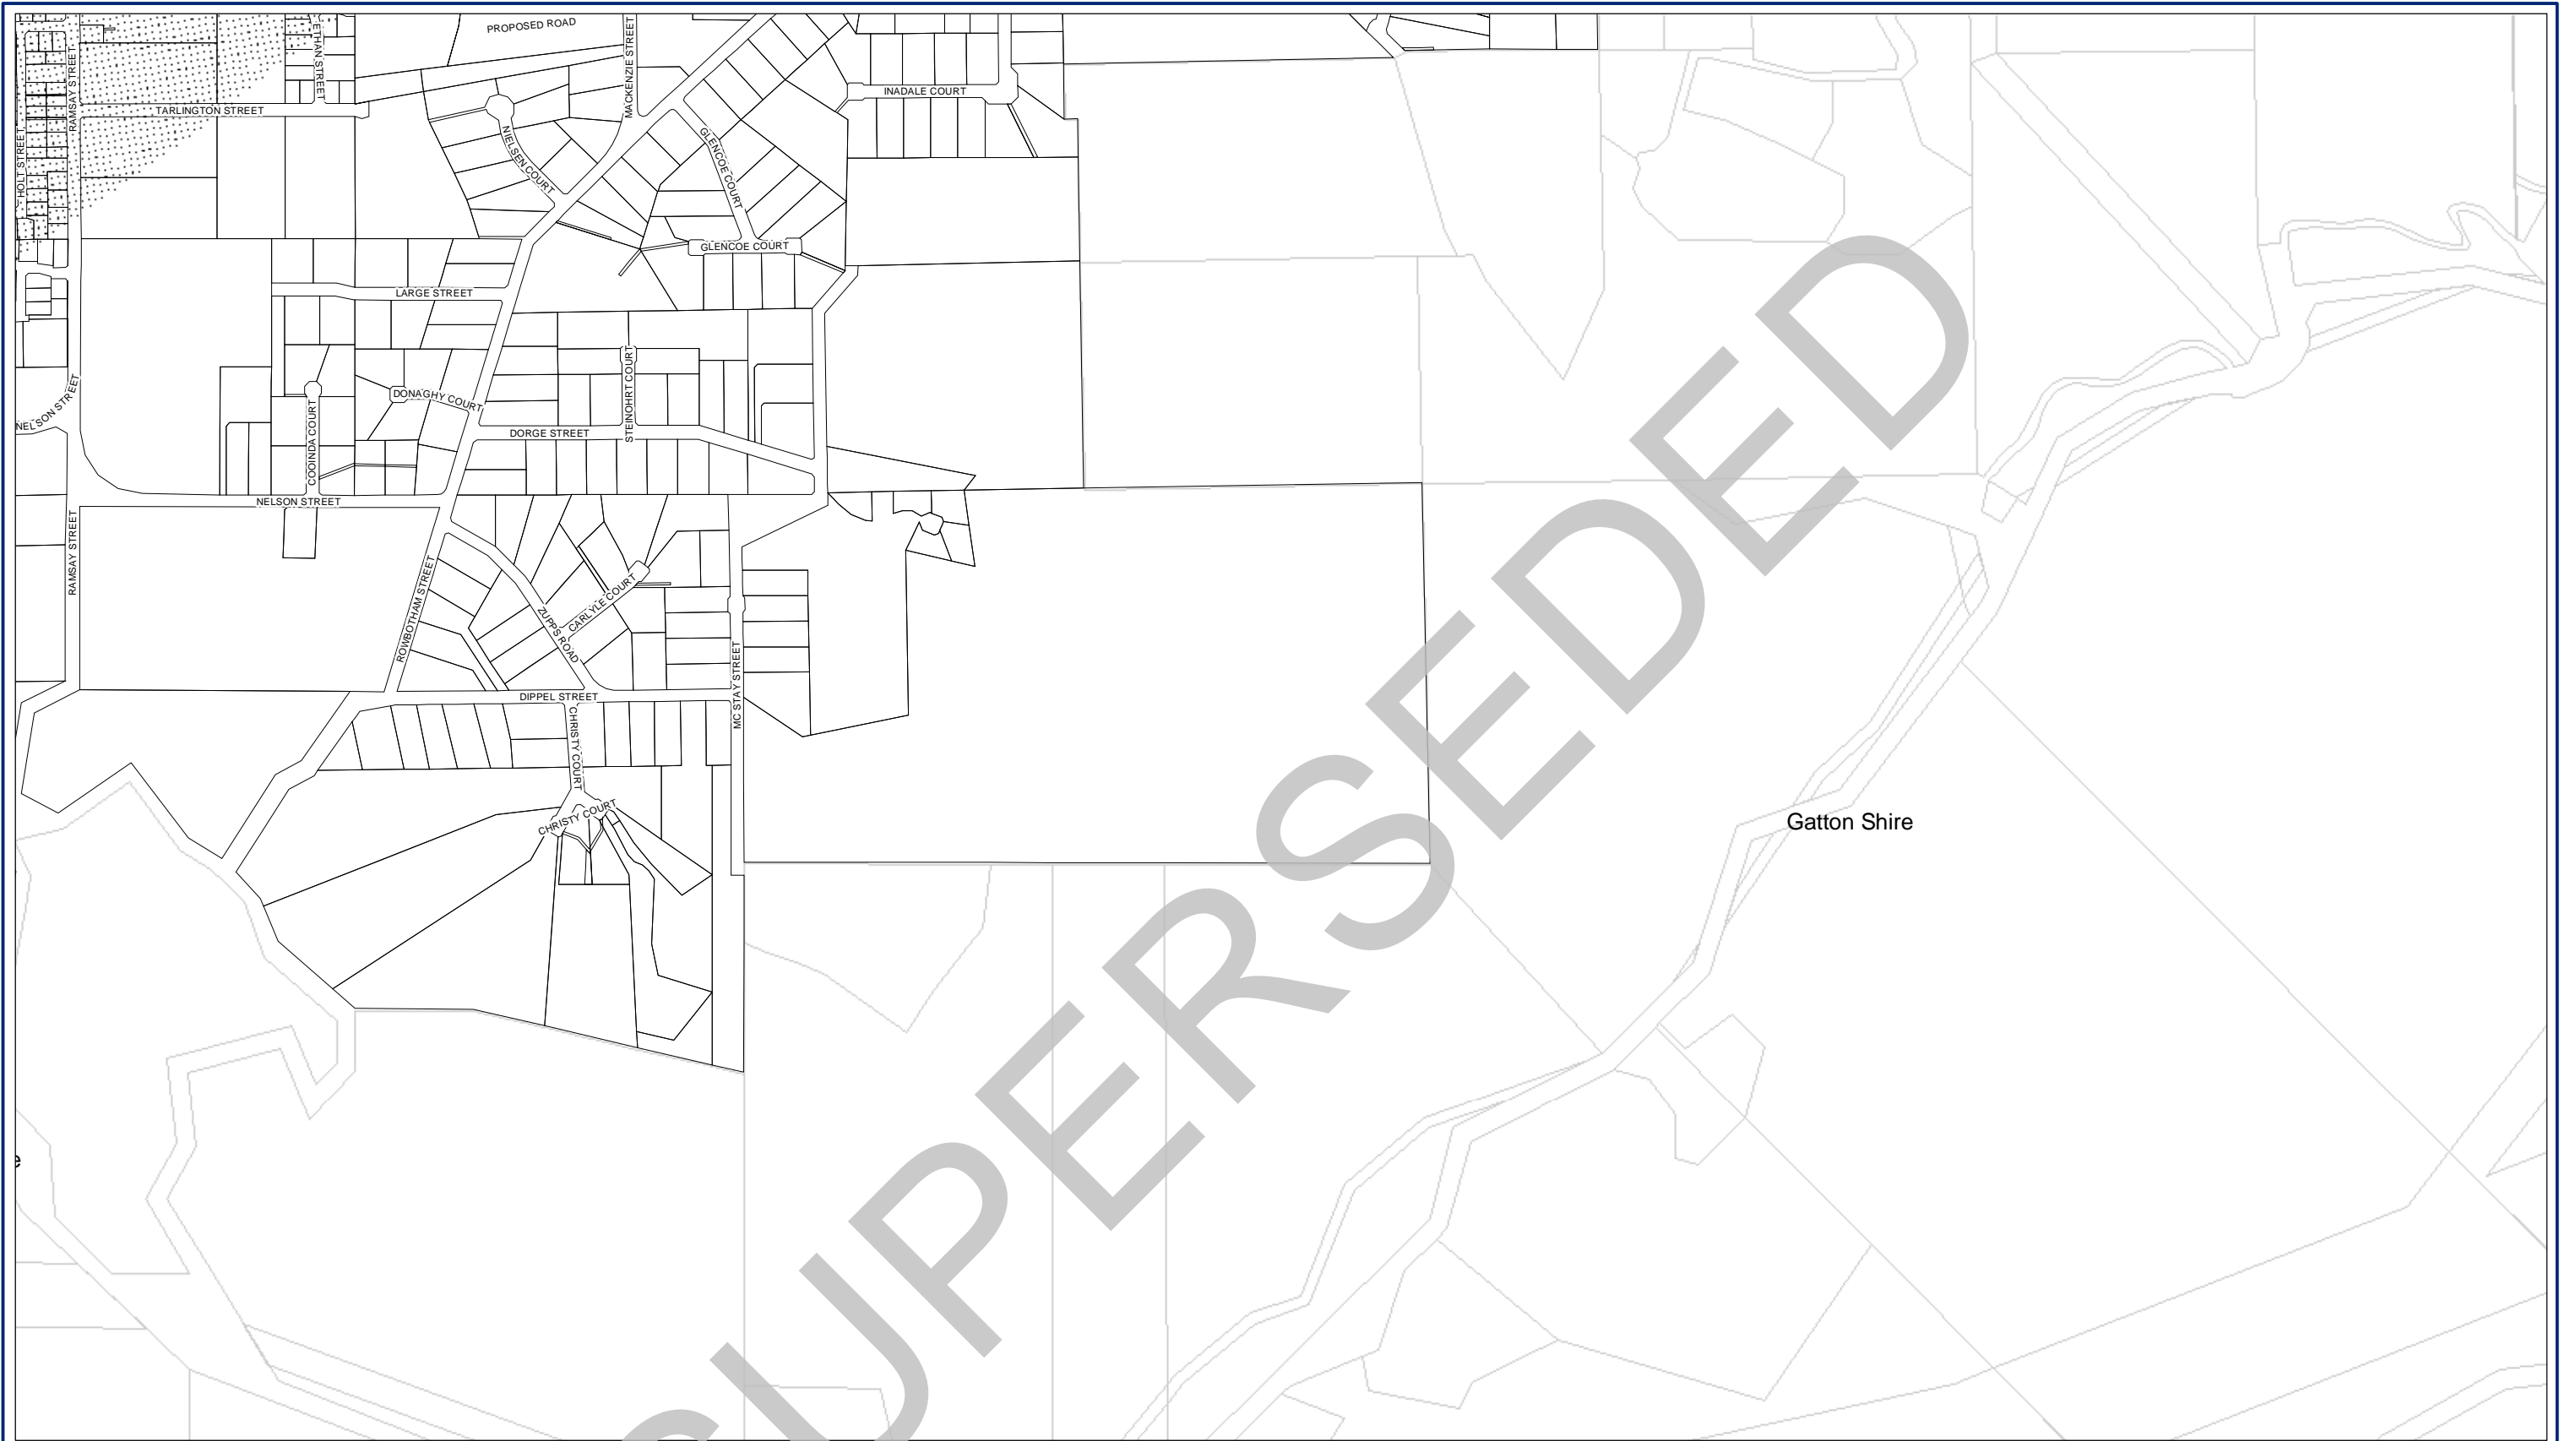 PROPOSED ROAD
ETHAN STREET
MACKENZIE STREET
RAMSAY STREET
INADALE COURT
TARLINGTON STREET
HOLT STREET
NIELSEN COURT
GLENCOE COURT
GLENCOE COURT
LARGE STREET
STEINOHRT COURT
NELSON STREET
DONAGHY COURT
COOINDA COURT
DORGE STREET
NELSON STREET
RAMSAY STREET
ROWBOTHAM STREET
ZUPPS ROAD
CARLYLE COURT
MC STAY STREET
DIPPEL STREET
CHRISTY COURT
CHRISTY COURT
Gatton Shire
e
SUPERSEDED